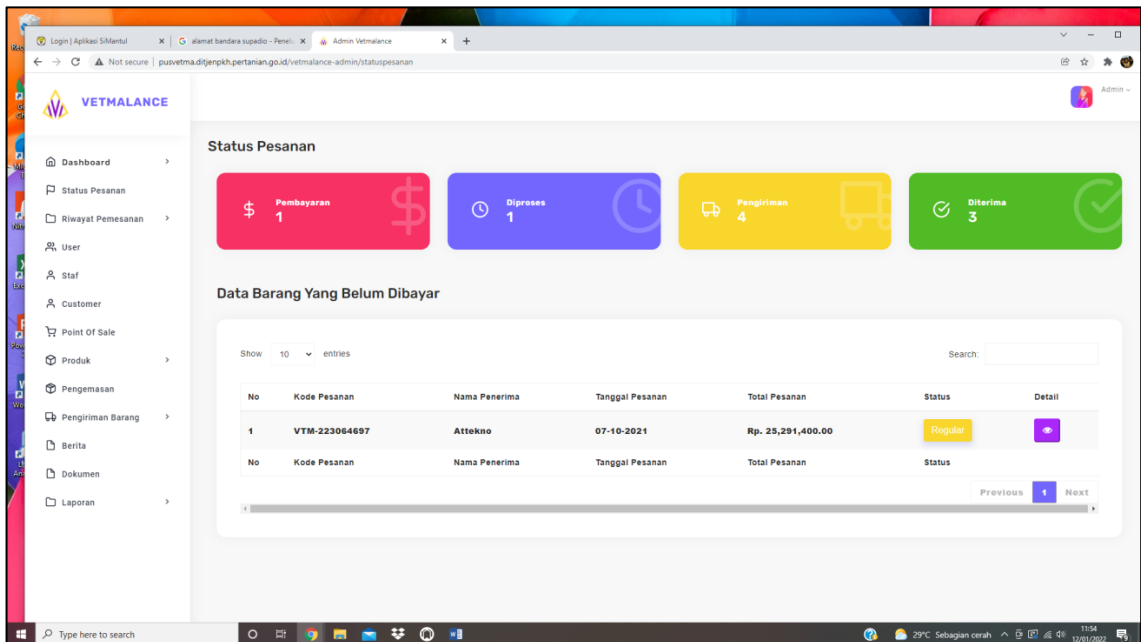 Login | Aplikasi SiMantul
alamat bandara supadio - Penel
Admin Vetmalance
Not secure | pusvetma.ditjenpkh.pertanian.go.id/vetmalance-admin/statuspesanan
VETMALANCE
Admin
Dashboard
Status Pesanan
Riwayat Pemesanan
User
Staf
Customer
Point Of Sale
Produk
Pengemasan
Pengiriman Barang
Berita
Dokumen
Laporan
Status Pesanan
Pembayaran
1
Diproses
1
Pengiriman
4
Diterima
3
Data Barang Yang Belum Dibayar
Show 10 entries Search:
No Kode Pesanan Nama Penerima Tanggal Pesanan Total Pesanan Status Detail
1 VTM-223064697 Attekno 07-10-2021 Rp. 25,291,400.00 Regular
No Kode Pesanan Nama Penerima Tanggal Pesanan Total Pesanan Status
Previous 1 Next
Type here to search
29°C Sebagian cerah
11:54
12/01/2022